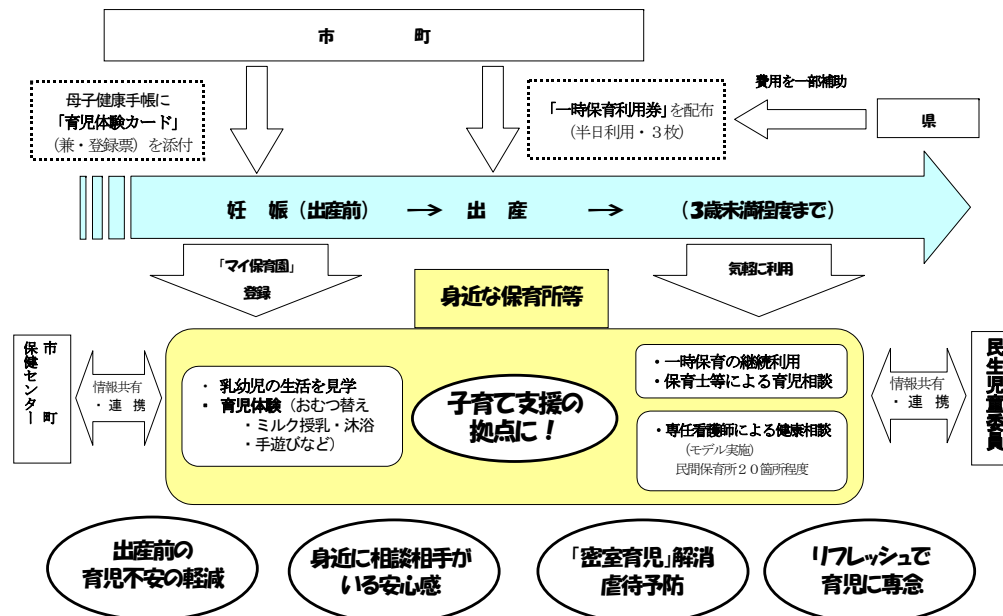 市　　　町
母子健康手帳に
「育児体験カード」
（兼・登録票）を添付
「一時保育利用券」を配布
（半日利用・３枚）
費用を一部補助
県
妊　娠（出産前）　→　出　産　→　（3歳未満程度まで）
「マイ保育園」
登録
気軽に利用
身近な保育所等
市　町
保健センター
情報共有
・連　携
・　乳幼児の生活を見学
・　育児体験（おむつ替え
・ミルク授乳・沐浴
・手遊びなど）
子育て支援の
拠点に！
・一時保育の継続利用
・保育士等による育児相談
・専任看護師による健康相談
（モデル実施）
民間保育所２０箇所程度
情報共有
・連　携
民生児童委員
出産前の
育児不安の軽減
身近に相談相手が
いる安心感
「密室育児」解消
虐待予防
リフレッシュで
育児に専念